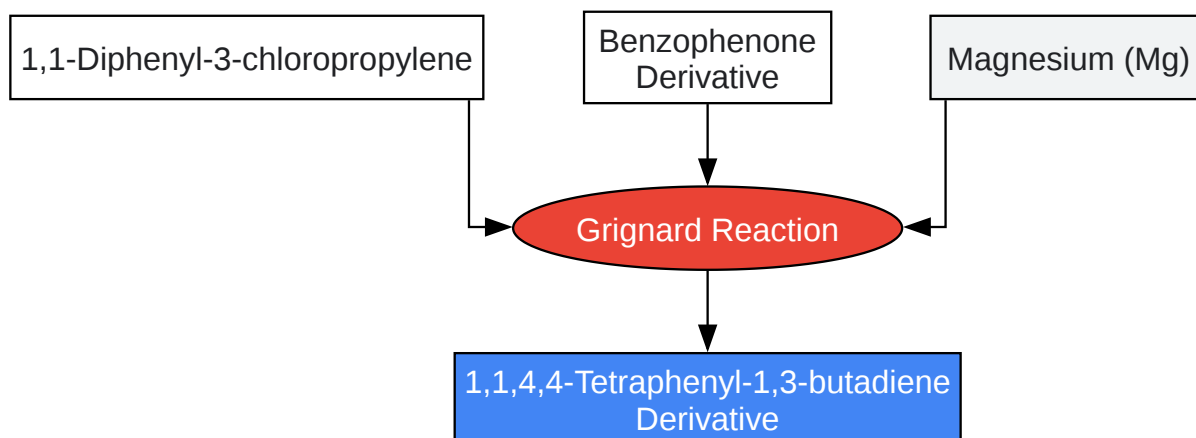 1,1-Diphenyl-3-chloropropylene
Benzophenone
Derivative
Magnesium (Mg)
Grignard Reaction
1,1,4,4-Tetraphenyl-1,3-butadiene
Derivative